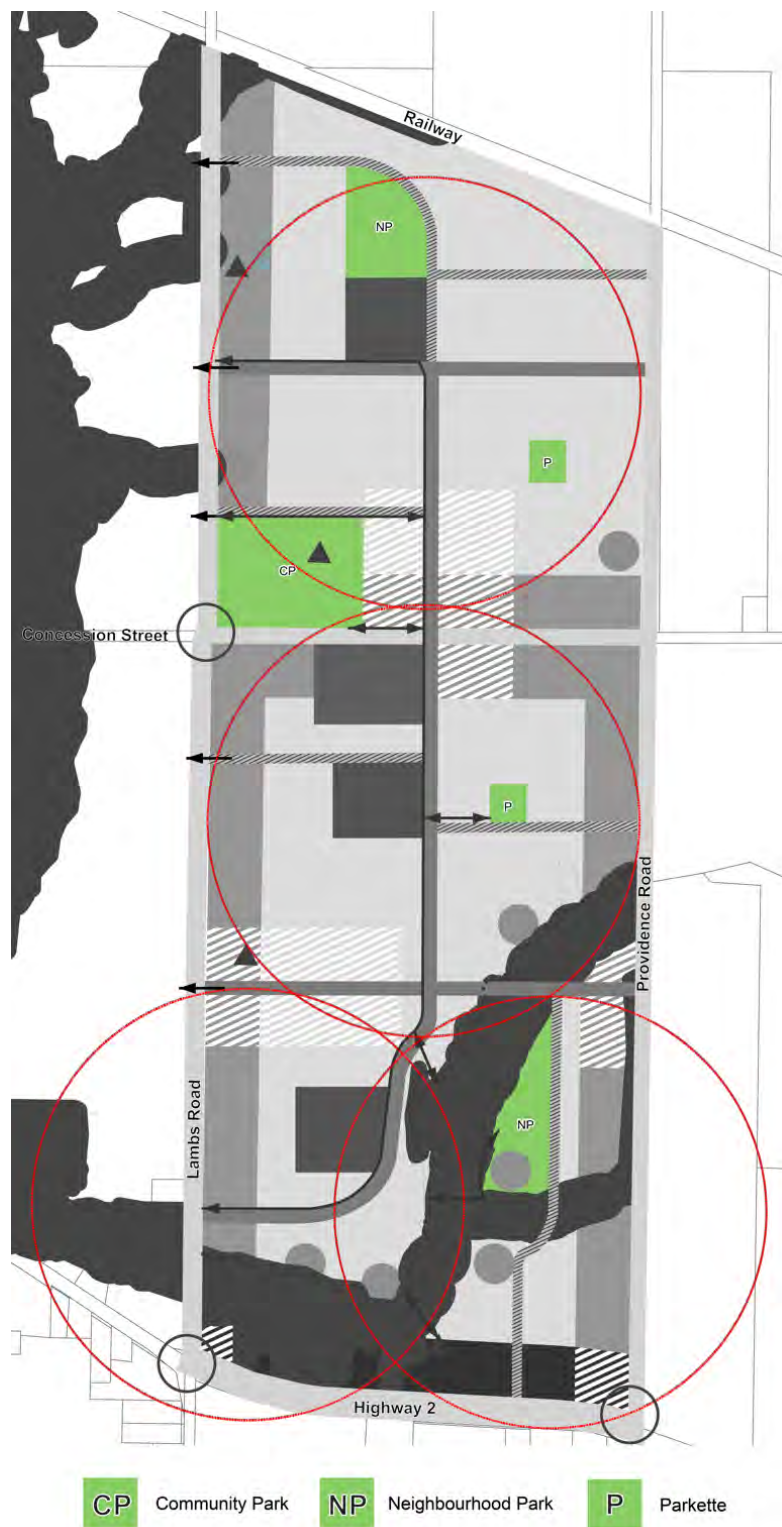 Railway
NP
P
CP
Concession Street
P
Providence Road
Lambs Road
NP
Highway 2
CP Community Park NP Neighbourhood Park P Parkette